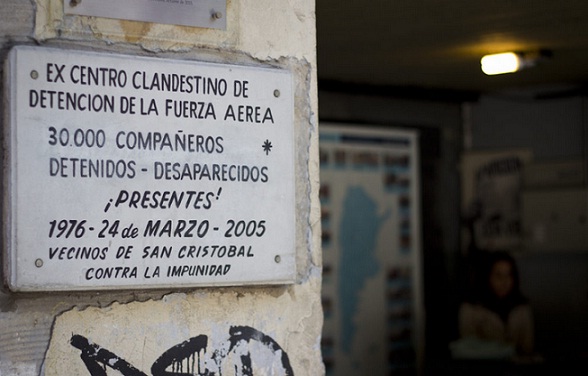 EX CENTRO CLANDESTINO DE
DETENCION DE LA FUERZA AEREA
30.000 COMPAÑEROS *
DETENIDOS - DESAPARECIDOS
¡PRESENTES!
1976 - 24 de MARZO - 2005
VECINOS DE SAN CRISTOBAL
CONTRA LA IMPUNIDAD